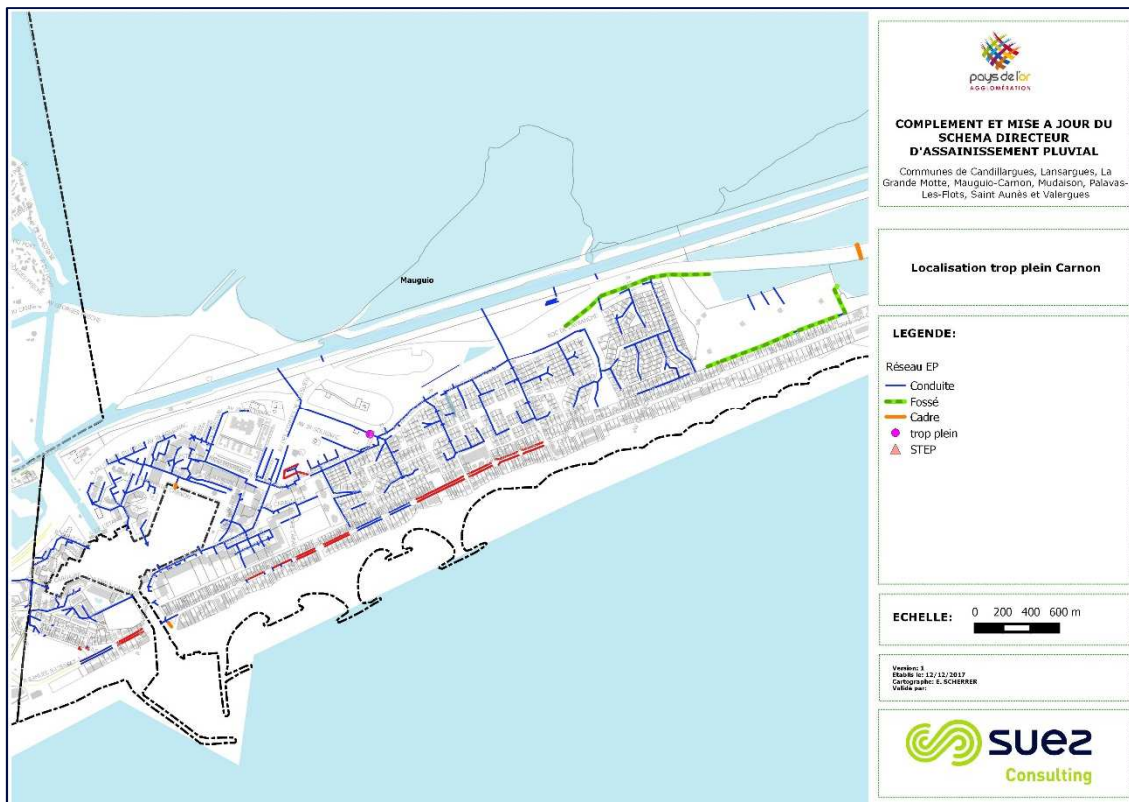 pays de l'or
AGGLOMÉRATION
COMPLEMENT ET MISE A JOUR DU
SCHEMA DIRECTEUR
D'ASSAINISSEMENT PLUVIAL
Communes de Candillargues, Lansargues, La
Grande Motte, Mauguio-Carnon, Mudaison, Palavas-
Les-Flots, Saint Aunès et Valergues
Localisation trop plein Carnon
LEGENDE:
Réseau EP
Conduite
Fossé
Cadre
trop plein
STEP
ECHELLE:
0 200 400 600 m
Version: 1
Etablis le: 12/12/2017
Cartographe: E. SCHERRER
Validé par:
suez
Consulting
Mauguio